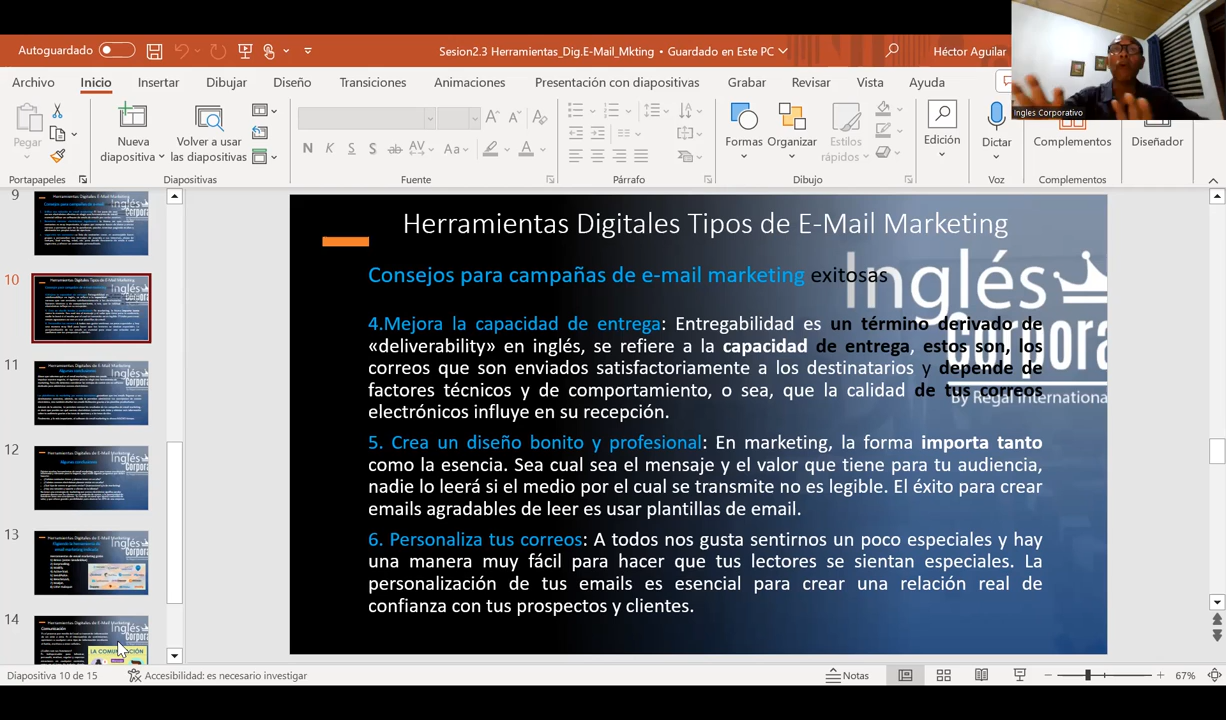 Autoguardado
Sesion2.3 Herramientas_Dig.E-Mail_Mkting • Guardado en Este PC
Héctor Aguilar
Archivo Inicio Insertar Dibujar Diseño Transiciones Animaciones Presentación con diapositivas Grabar Revisar Vista Ayuda
Ingles Corporativo
Pegar
Nueva
diapositiva
Volver a usar
las diapositivas
Formas
Organizar
Estilos
rápidos
Edición
Dictar
Complementos
Diseñador
Portapapeles
Diapositivas
Fuente
Párrafo
Dibujo
Voz
Complementos
9
10
11
12
13
14
Herramientas Digitales Tipos de E-Mail Marketing
Consejos para campañas de e-mail marketing exitosas
4.Mejora la capacidad de entrega: Entregabilidad es un término derivado de
«deliverability» en inglés, se refiere a la capacidad de entrega, estos son, los
correos que son enviados satisfactoriamente a los destinatarios y depende de
factores técnicos y de comportamiento, o sea, que la calidad de tus correos
electrónicos influye en su recepción.
5. Crea un diseño bonito y profesional: En marketing, la forma importa tanto
como la esencia. Sea cual sea el mensaje y el valor que tiene para tu audiencia,
nadie lo leerá si el medio por el cual se transmite no es legible. El éxito para crear
emails agradables de leer es usar plantillas de email.
6. Personaliza tus correos: A todos nos gusta sentirnos un poco especiales y hay
una manera muy fácil para hacer que tus lectores se sientan especiales. La
personalización de tus emails es esencial para crear una relación real de
confianza con tus prospectos y clientes.
Inglés
Corpora
By Regal International
Diapositiva 10 de 15
Accesibilidad: es necesario investigar
Notas
67%